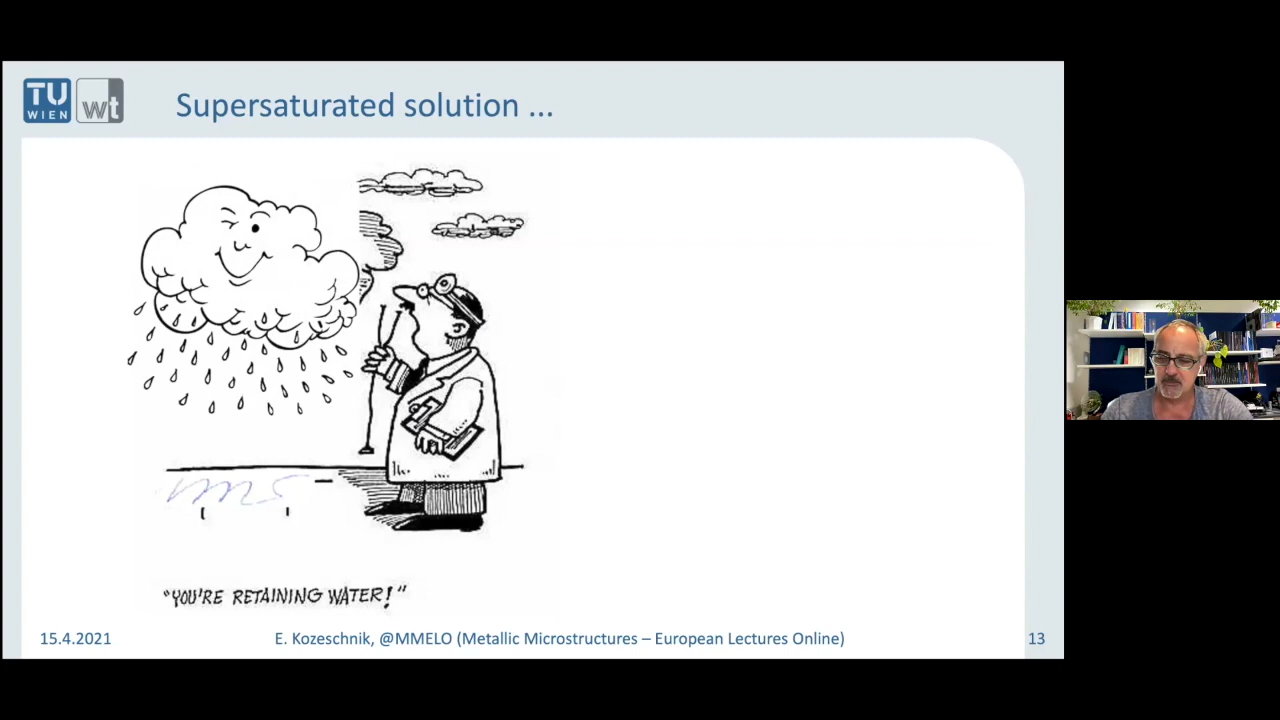 TU
WIEN
wt
Supersaturated solution ...
"YOU'RE RETAINING WATER!"
15.4.2021
E. Kozeschnik, @MMELO (Metallic Microstructures – European Lectures Online)
13